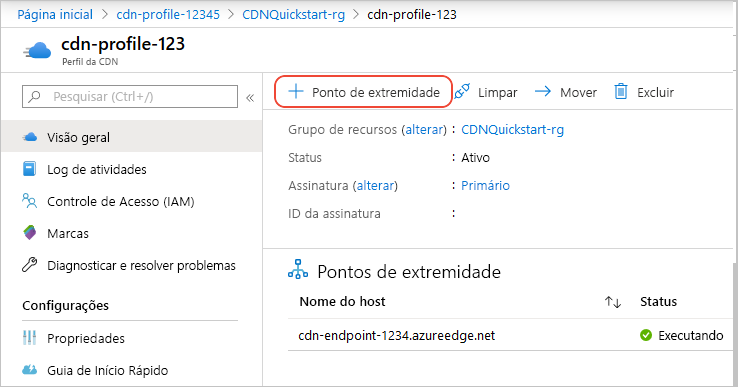 Página inicial > cdn-profile-12345 > CDNQuickstart-rg > cdn-profile-123
cdn-profile-123
Perfil da CDN
Pesquisar (Ctrl+/) «
Visão geral
Log de atividades
Controle de Acesso (IAM)
Marcas
Diagnosticar e resolver problemas
Configurações
Propriedades
Guia de Início Rápido
+ Ponto de extremidade Limpar → Mover Excluir
Grupo de recursos (alterar) : CDNQuickstart-rg
Status : Ativo
Assinatura (alterar) : Primário
ID da assinatura :
Pontos de extremidade
Nome do host ↑↓ Status
cdn-endpoint-1234.azureedge.net Executando